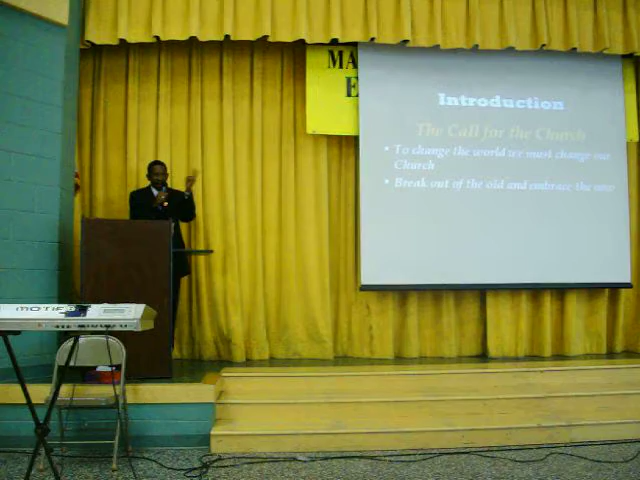 MA
E
Introduction
The Call for the Church
• To change the world we must change our
Church
• Break out of the old and embrace the new
MOTIF